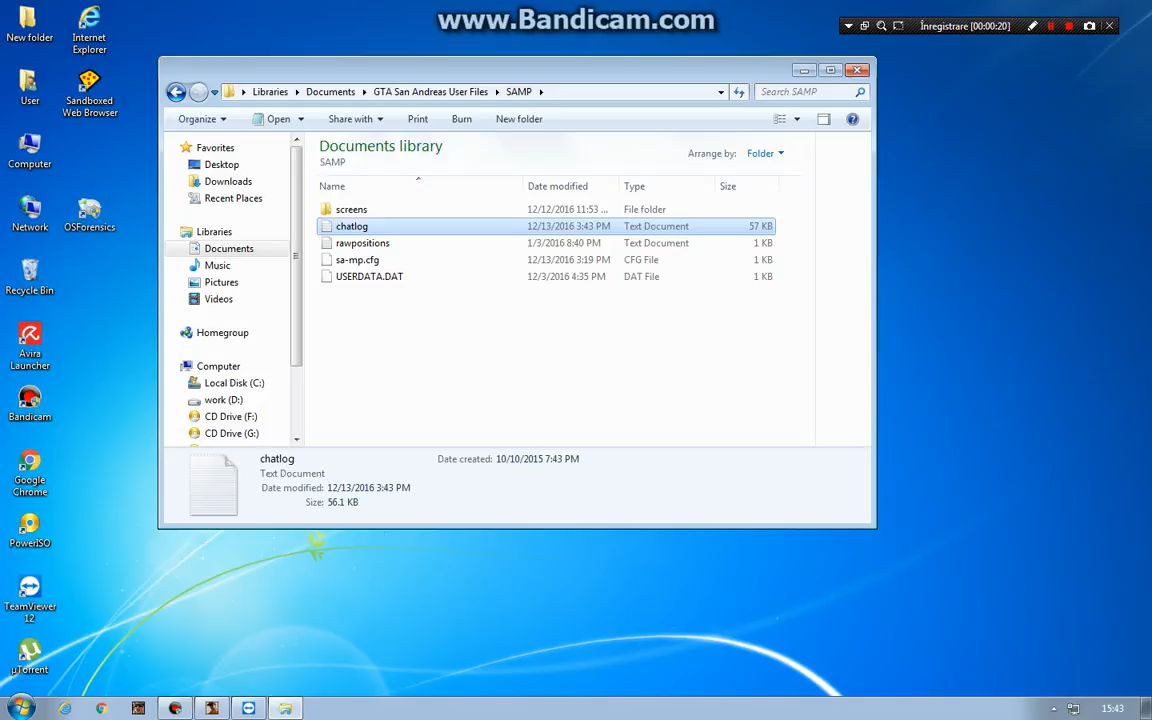 www.Bandicam.com
Înregistrare [00:00:20]
New folder
Internet
Explorer
User
Sandboxed
Web Browser
Computer
Network
OSForensics
Recycle Bin
Avira
Launcher
Bandicam
Google
Chrome
PowerISO
TeamViewer
12
µTorrent
Libraries
Documents
GTA San Andreas User Files
SAMP
Search SAMP
Organize
Open
Share with
Print
Burn
New folder
Favorites
Desktop
Downloads
Recent Places
Libraries
Documents
Music
Pictures
Videos
Homegroup
Computer
Local Disk (C:)
work (D:)
CD Drive (F:)
CD Drive (G:)
Documents library
SAMP
Arrange by: Folder
Name Date modified Type Size
screens 12/12/2016 11:53 ... File folder
chatlog 12/13/2016 3:43 PM Text Document 57 KB
rawpositions 1/3/2016 8:40 PM Text Document 1 KB
sa-mp.cfg 12/13/2016 3:19 PM CFG File 1 KB
USERDATA.DAT 12/3/2016 4:35 PM DAT File 1 KB
chatlog
Text Document
Date modified: 12/13/2016 3:43 PM
Size: 56.1 KB
Date created: 10/10/2015 7:43 PM
15:43